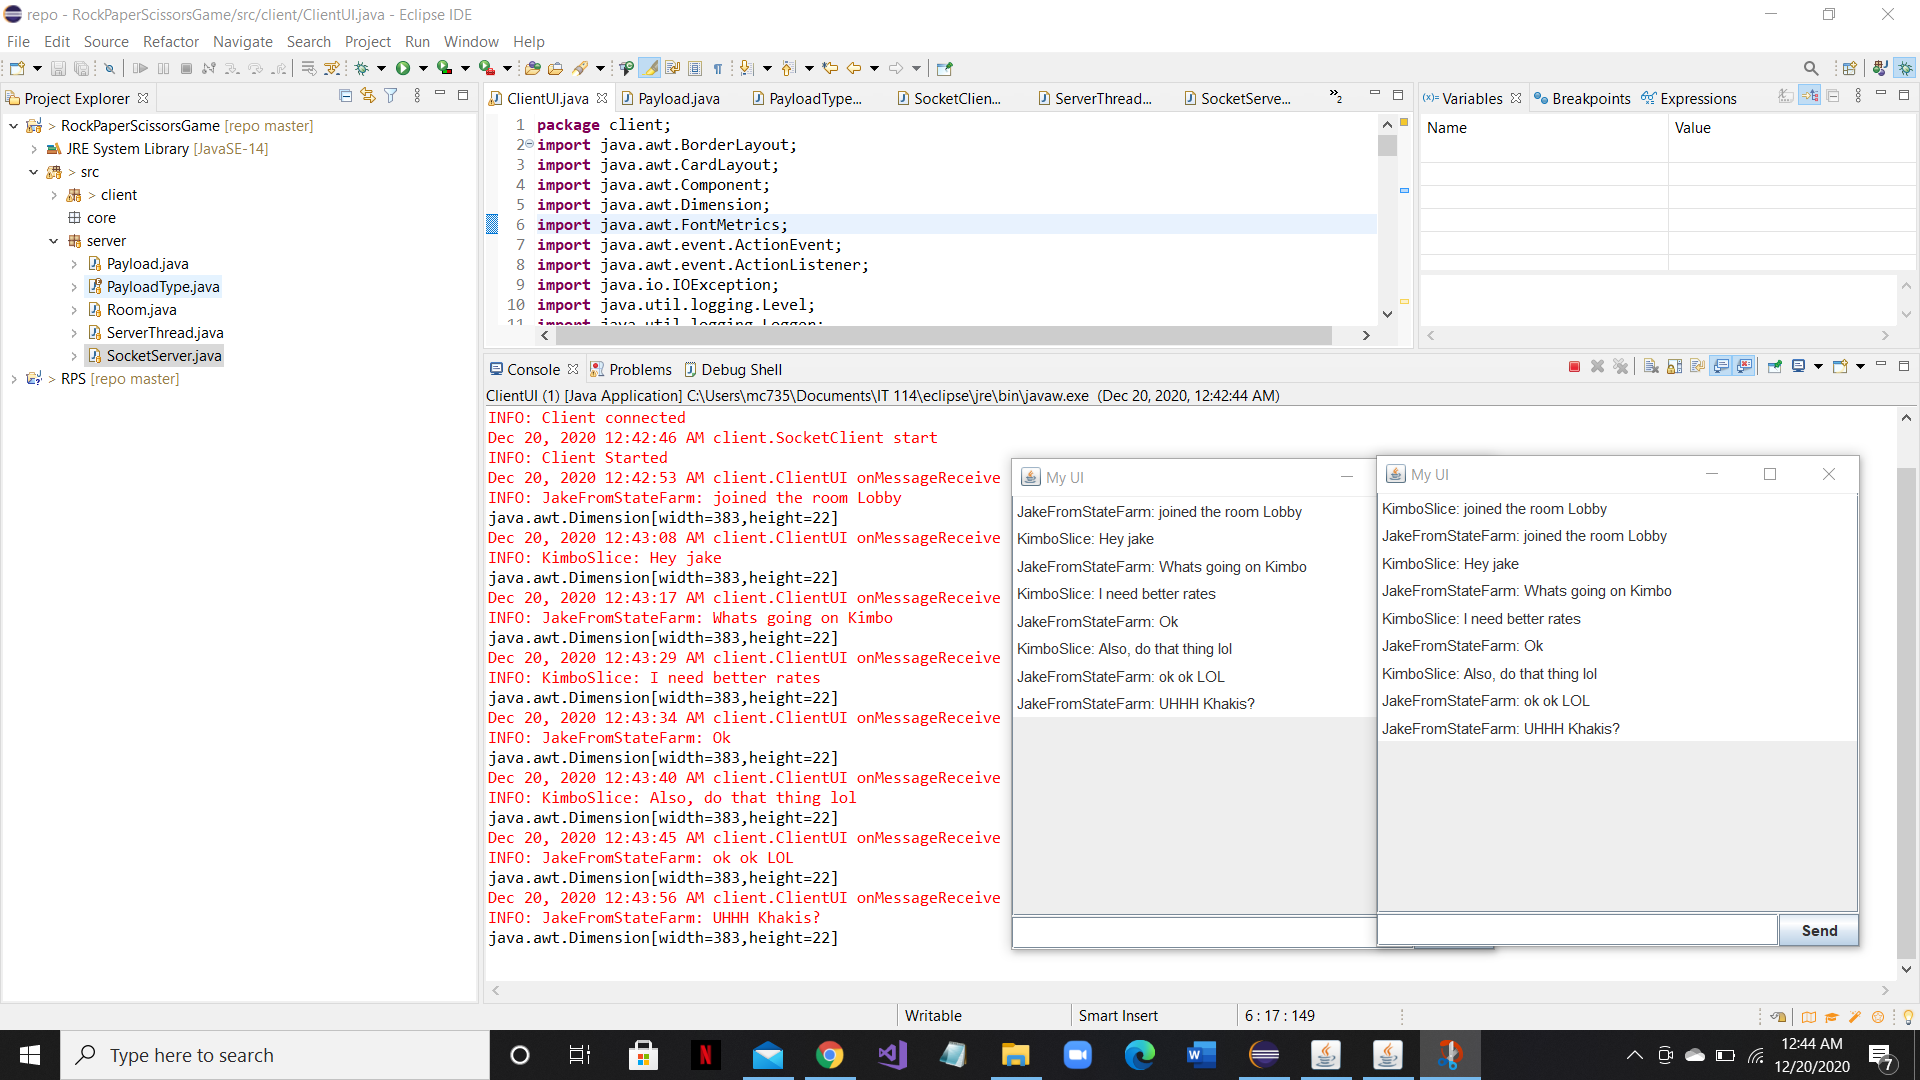 repo - RockPaperScissorsGame/src/client/ClientUI.java - Eclipse IDE
File Edit Source Refactor Navigate Search Project Run Window Help
Project Explorer
> RockPaperScissorsGame [repo master]
JRE System Library [JavaSE-14]
> src
> client
core
server
Payload.java
PayloadType.java
Room.java
ServerThread.java
SocketServer.java
> RPS [repo master]
ClientUI.java Payload.java PayloadType... SocketClien... ServerThread... SocketServe... »2
1 package client;
2 import java.awt.BorderLayout;
3 import java.awt.CardLayout;
4 import java.awt.Component;
5 import java.awt.Dimension;
6 import java.awt.FontMetrics;
7 import java.awt.event.ActionEvent;
8 import java.awt.event.ActionListener;
9 import java.io.IOException;
10 import java.util.logging.Level;
11 import java.util.logging.Logger;
(x)= Variables Breakpoints Expressions
Name Value
Console Problems Debug Shell
ClientUI (1) [Java Application] C:\Users\mc735\Documents\IT 114\eclipse\jre\bin\javaw.exe (Dec 20, 2020, 12:42:44 AM)
INFO: Client connected
Dec 20, 2020 12:42:46 AM client.SocketClient start
INFO: Client Started
Dec 20, 2020 12:42:53 AM client.ClientUI onMessageReceive
INFO: JakeFromStateFarm: joined the room Lobby
java.awt.Dimension[width=383,height=22]
Dec 20, 2020 12:43:08 AM client.ClientUI onMessageReceive
INFO: KimboSlice: Hey jake
java.awt.Dimension[width=383,height=22]
Dec 20, 2020 12:43:17 AM client.ClientUI onMessageReceive
INFO: JakeFromStateFarm: Whats going on Kimbo
java.awt.Dimension[width=383,height=22]
Dec 20, 2020 12:43:29 AM client.ClientUI onMessageReceive
INFO: KimboSlice: I need better rates
java.awt.Dimension[width=383,height=22]
Dec 20, 2020 12:43:34 AM client.ClientUI onMessageReceive
INFO: JakeFromStateFarm: Ok
java.awt.Dimension[width=383,height=22]
Dec 20, 2020 12:43:40 AM client.ClientUI onMessageReceive
INFO: KimboSlice: Also, do that thing lol
java.awt.Dimension[width=383,height=22]
Dec 20, 2020 12:43:45 AM client.ClientUI onMessageReceive
INFO: JakeFromStateFarm: ok ok LOL
java.awt.Dimension[width=383,height=22]
Dec 20, 2020 12:43:56 AM client.ClientUI onMessageReceive
INFO: JakeFromStateFarm: UHHH Khakis?
java.awt.Dimension[width=383,height=22]
My UI
JakeFromStateFarm: joined the room Lobby
KimboSlice: Hey jake
JakeFromStateFarm: Whats going on Kimbo
KimboSlice: I need better rates
JakeFromStateFarm: Ok
KimboSlice: Also, do that thing lol
JakeFromStateFarm: ok ok LOL
JakeFromStateFarm: UHHH Khakis?
My UI
KimboSlice: joined the room Lobby
JakeFromStateFarm: joined the room Lobby
KimboSlice: Hey jake
JakeFromStateFarm: Whats going on Kimbo
KimboSlice: I need better rates
JakeFromStateFarm: Ok
KimboSlice: Also, do that thing lol
JakeFromStateFarm: ok ok LOL
JakeFromStateFarm: UHHH Khakis?
Send
Writable Smart Insert 6 : 17 : 149
Type here to search
12:44 AM
12/20/2020
7